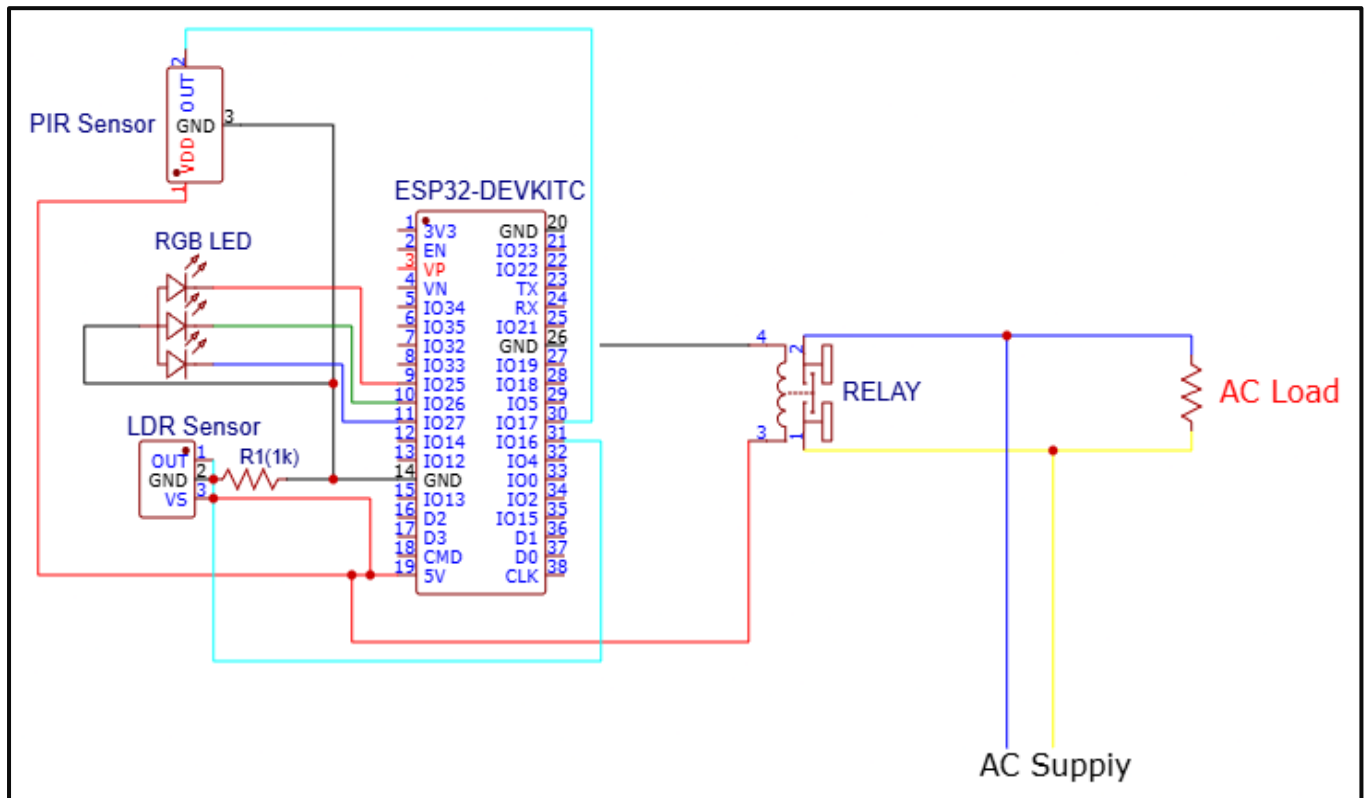 PIR Sensor
2
OUT
GND
3
VDD
1
RGB LED
LDR Sensor
OUT 1
GND 2
VS 3
R1(1k)
ESP32-DEVKITC
1 3V3 GND 20
2 EN IO23 21
3 VP IO22 22
4 VN TX 23
5 IO34 RX 24
6 IO35 IO21 25
7 IO32 GND 26
8 IO33 IO19 27
9 IO25 IO18 28
10 IO26 IO5 29
11 IO27 IO17 30
12 IO14 IO16 31
13 IO12 IO4 32
14 GND IO0 33
15 IO13 IO2 34
16 D2 IO15 35
17 D3 D1 36
18 CMD D0 37
19 5V CLK 38
4
2
RELAY
3
1
AC Load
AC Suppiy